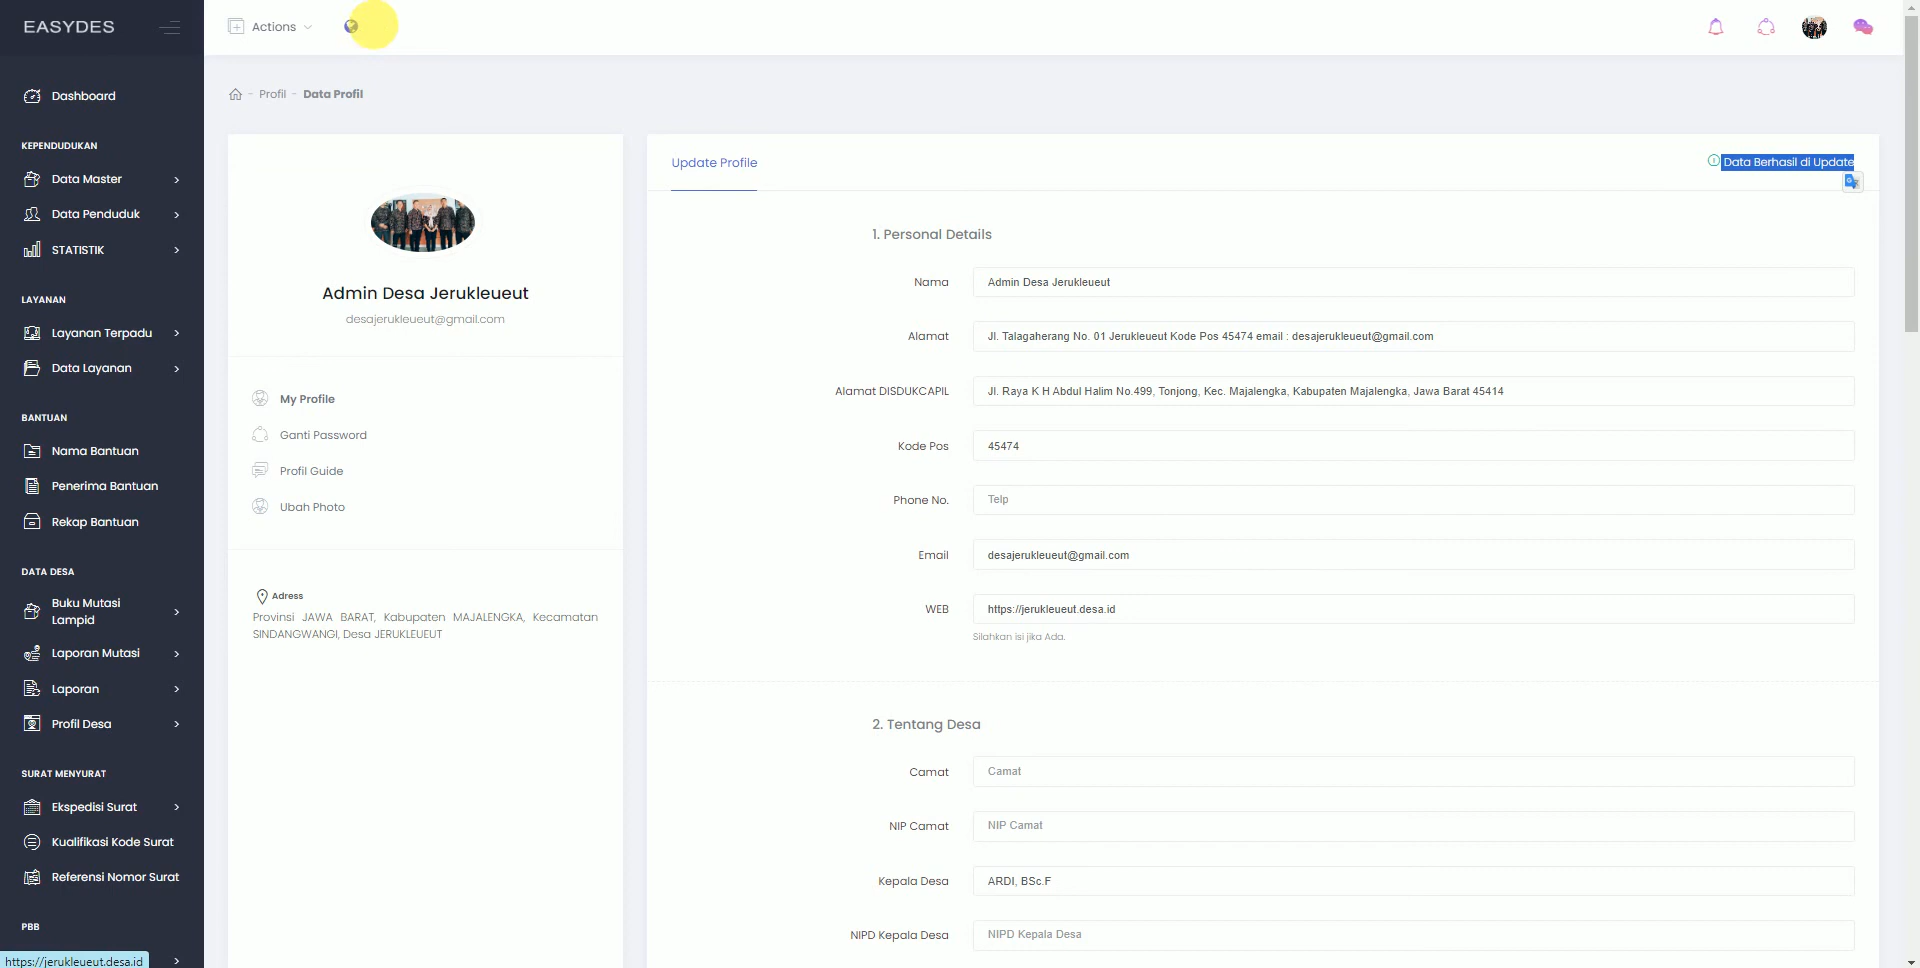 EASYDES
Actions
Dashboard
KEPENDUDUKAN
Data Master
Data Penduduk
STATISTIK
LAYANAN
Layanan Terpadu
Data Layanan
BANTUAN
Nama Bantuan
Penerima Bantuan
Rekap Bantuan
DATA DESA
Buku Mutasi
Lampid
Laporan Mutasi
Laporan
Profil Desa
SURAT MENYURAT
Ekspedisi Surat
Kualifikasi Kode Surat
Referensi Nomor Surat
PBB
https://jerukleueut.desa.id
- Profil - Data Profil
Admin Desa Jerukleueut
desajerukleueut@gmail.com
My Profile
Ganti Password
Profil Guide
Ubah Photo
Adress
Provinsi JAWA BARAT, Kabupaten MAJALENGKA, Kecamatan
SINDANGWANGI, Desa JERUKLEUEUT
Update Profile
Data Berhasil di Update
1. Personal Details
Nama Admin Desa Jerukleueut
Alamat Jl. Talagaherang No. 01 Jerukleueut Kode Pos 45474 email : desajerukleueut@gmail.com
Alamat DISDUKCAPIL Jl. Raya K H Abdul Halim No.499, Tonjong, Kec. Majalengka, Kabupaten Majalengka, Jawa Barat 45414
Kode Pos 45474
Phone No. Telp
Email desajerukleueut@gmail.com
WEB https://jerukleueut.desa.id
Silahkan isi jika Ada.
2. Tentang Desa
Camat Camat
NIP Camat NIP Camat
Kepala Desa ARDI, BSc.F
NIPD Kepala Desa NIPD Kepala Desa